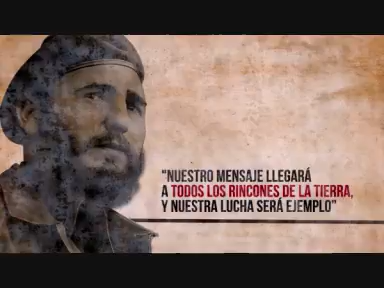 "NUESTRO MENSAJE LLEGARÁ
A TODOS LOS RINCONES DE LA TIERRA,
Y NUESTRA LUCHA SERÁ EJEMPLO"